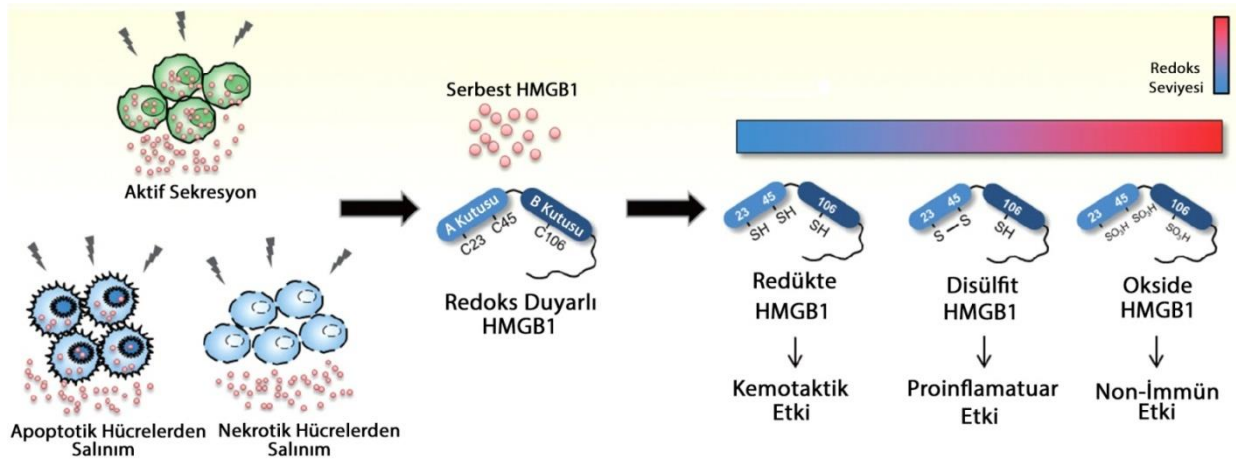 Aktif Sekresyon
Apoptotik Hücrelerden
Salınım
Nekrotik Hücrelerden
Salınım
Serbest HMGB1
A Kutusu
B Kutusu
C23
C45
C106
Redoks Duyarlı
HMGB1
Redoks
Seviyesi
23 45 106
SH SH SH
Redükte
HMGB1
Kemotaktik
Etki
23 45 106
S S SH
Disülfit
HMGB1
Proinflamatuar
Etki
23 45 106
SO₃H SO₃H SO₃H
Okside
HMGB1
Non-İmmün
Etki